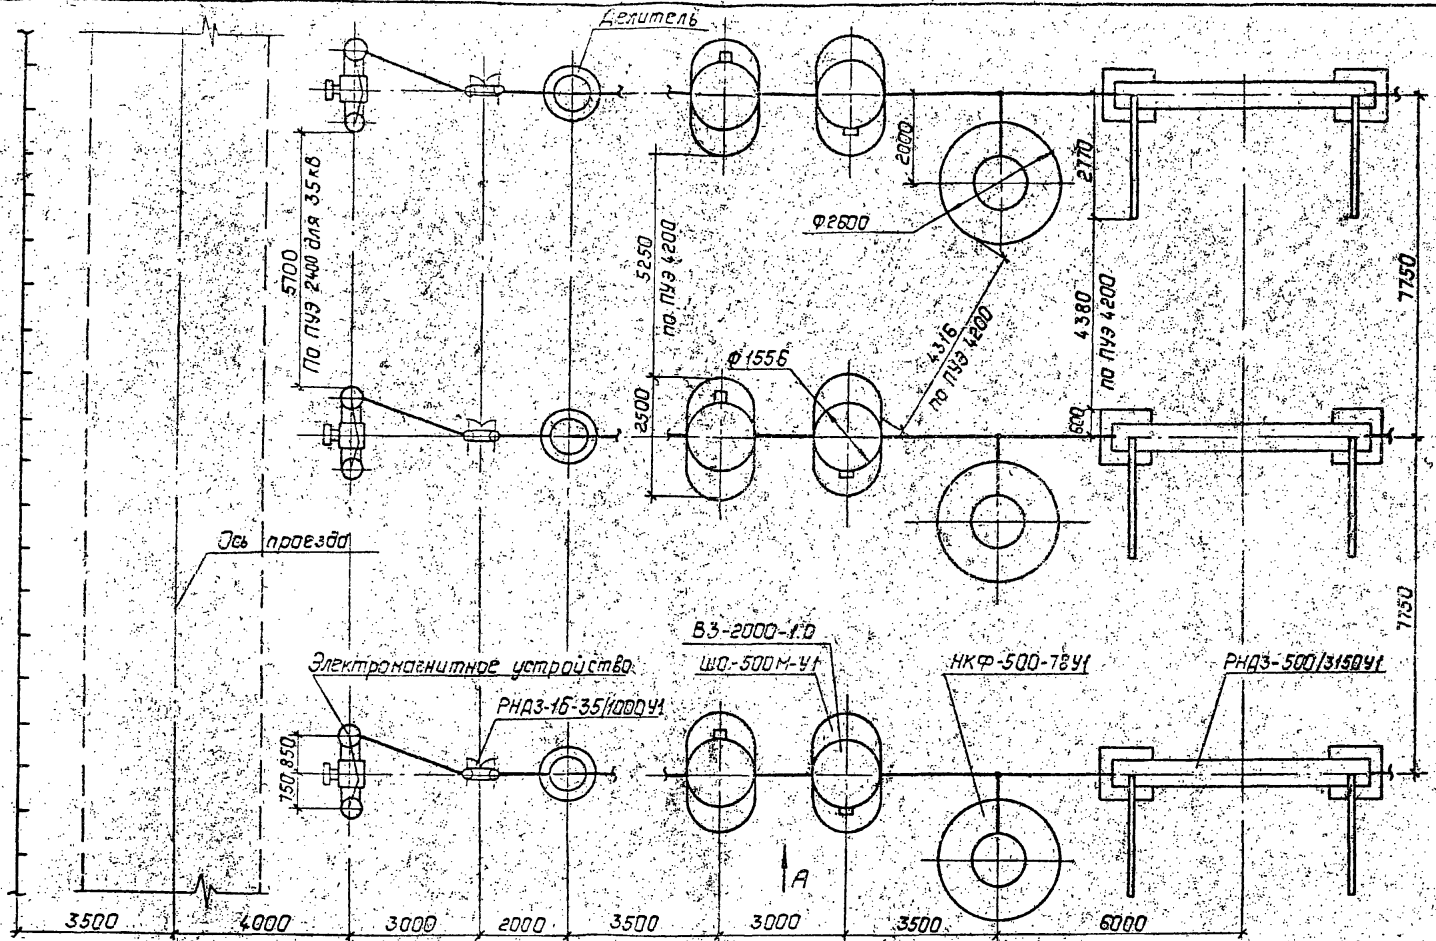 Делитель
5700
По ПУЭ 2400 для 35кВ
5250
по ПУЭ 4200
2500
2000
2770
Ф2600
Ф1556
4316
по ПУЭ 4200
4380
по ПУЭ 4200
600
7750
7750
Ось проезда
Электромагнитное устройство
РНДЗ-1б-35/1000У1
ВЗ-2000-1.0
ШО-500М-У1
НКФ-500-78У1
РНДЗ-500/3150У1
750 850
А
3500 4000 3000 2000 3500 3000 3500 6000